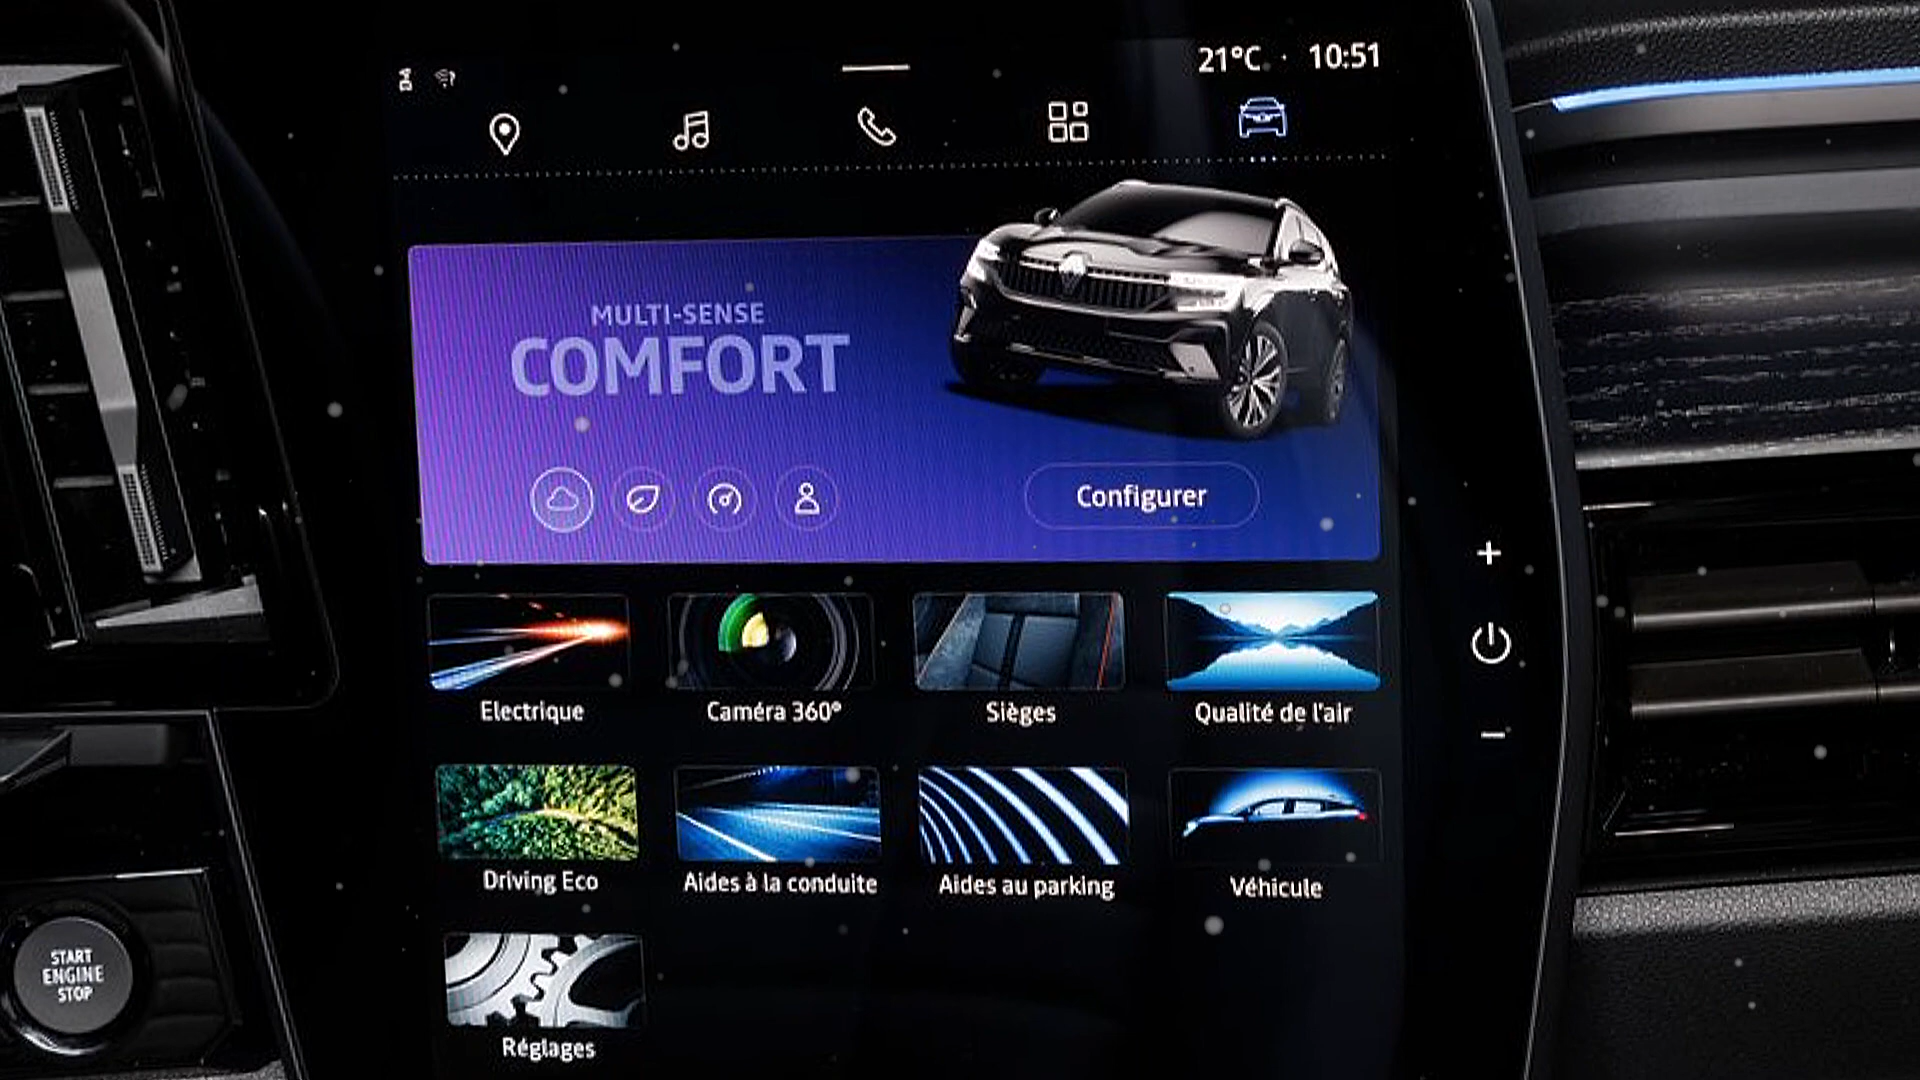 21°C · 10:51
MULTI-SENSE
COMFORT
Configurer
Electrique
Caméra 360°
Sièges
Qualité de l'air
Driving Eco
Aides à la conduite
Aides au parking
Véhicule
Réglages
START
ENGINE
STOP